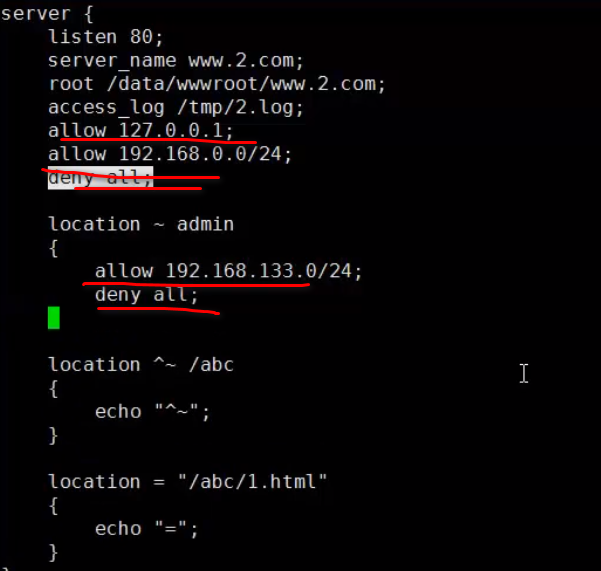 server {
listen 80;
server_name www.2.com;
root /data/wwwroot/www.2.com;
access_log /tmp/2.log;
allow 127.0.0.1;
allow 192.168.0.0/24;
deny all;
location ~ admin
{
allow 192.168.133.0/24;
deny all;
location ^~ /abc
{
echo "^~";
}
location = "/abc/1.html"
{
echo "=";
}